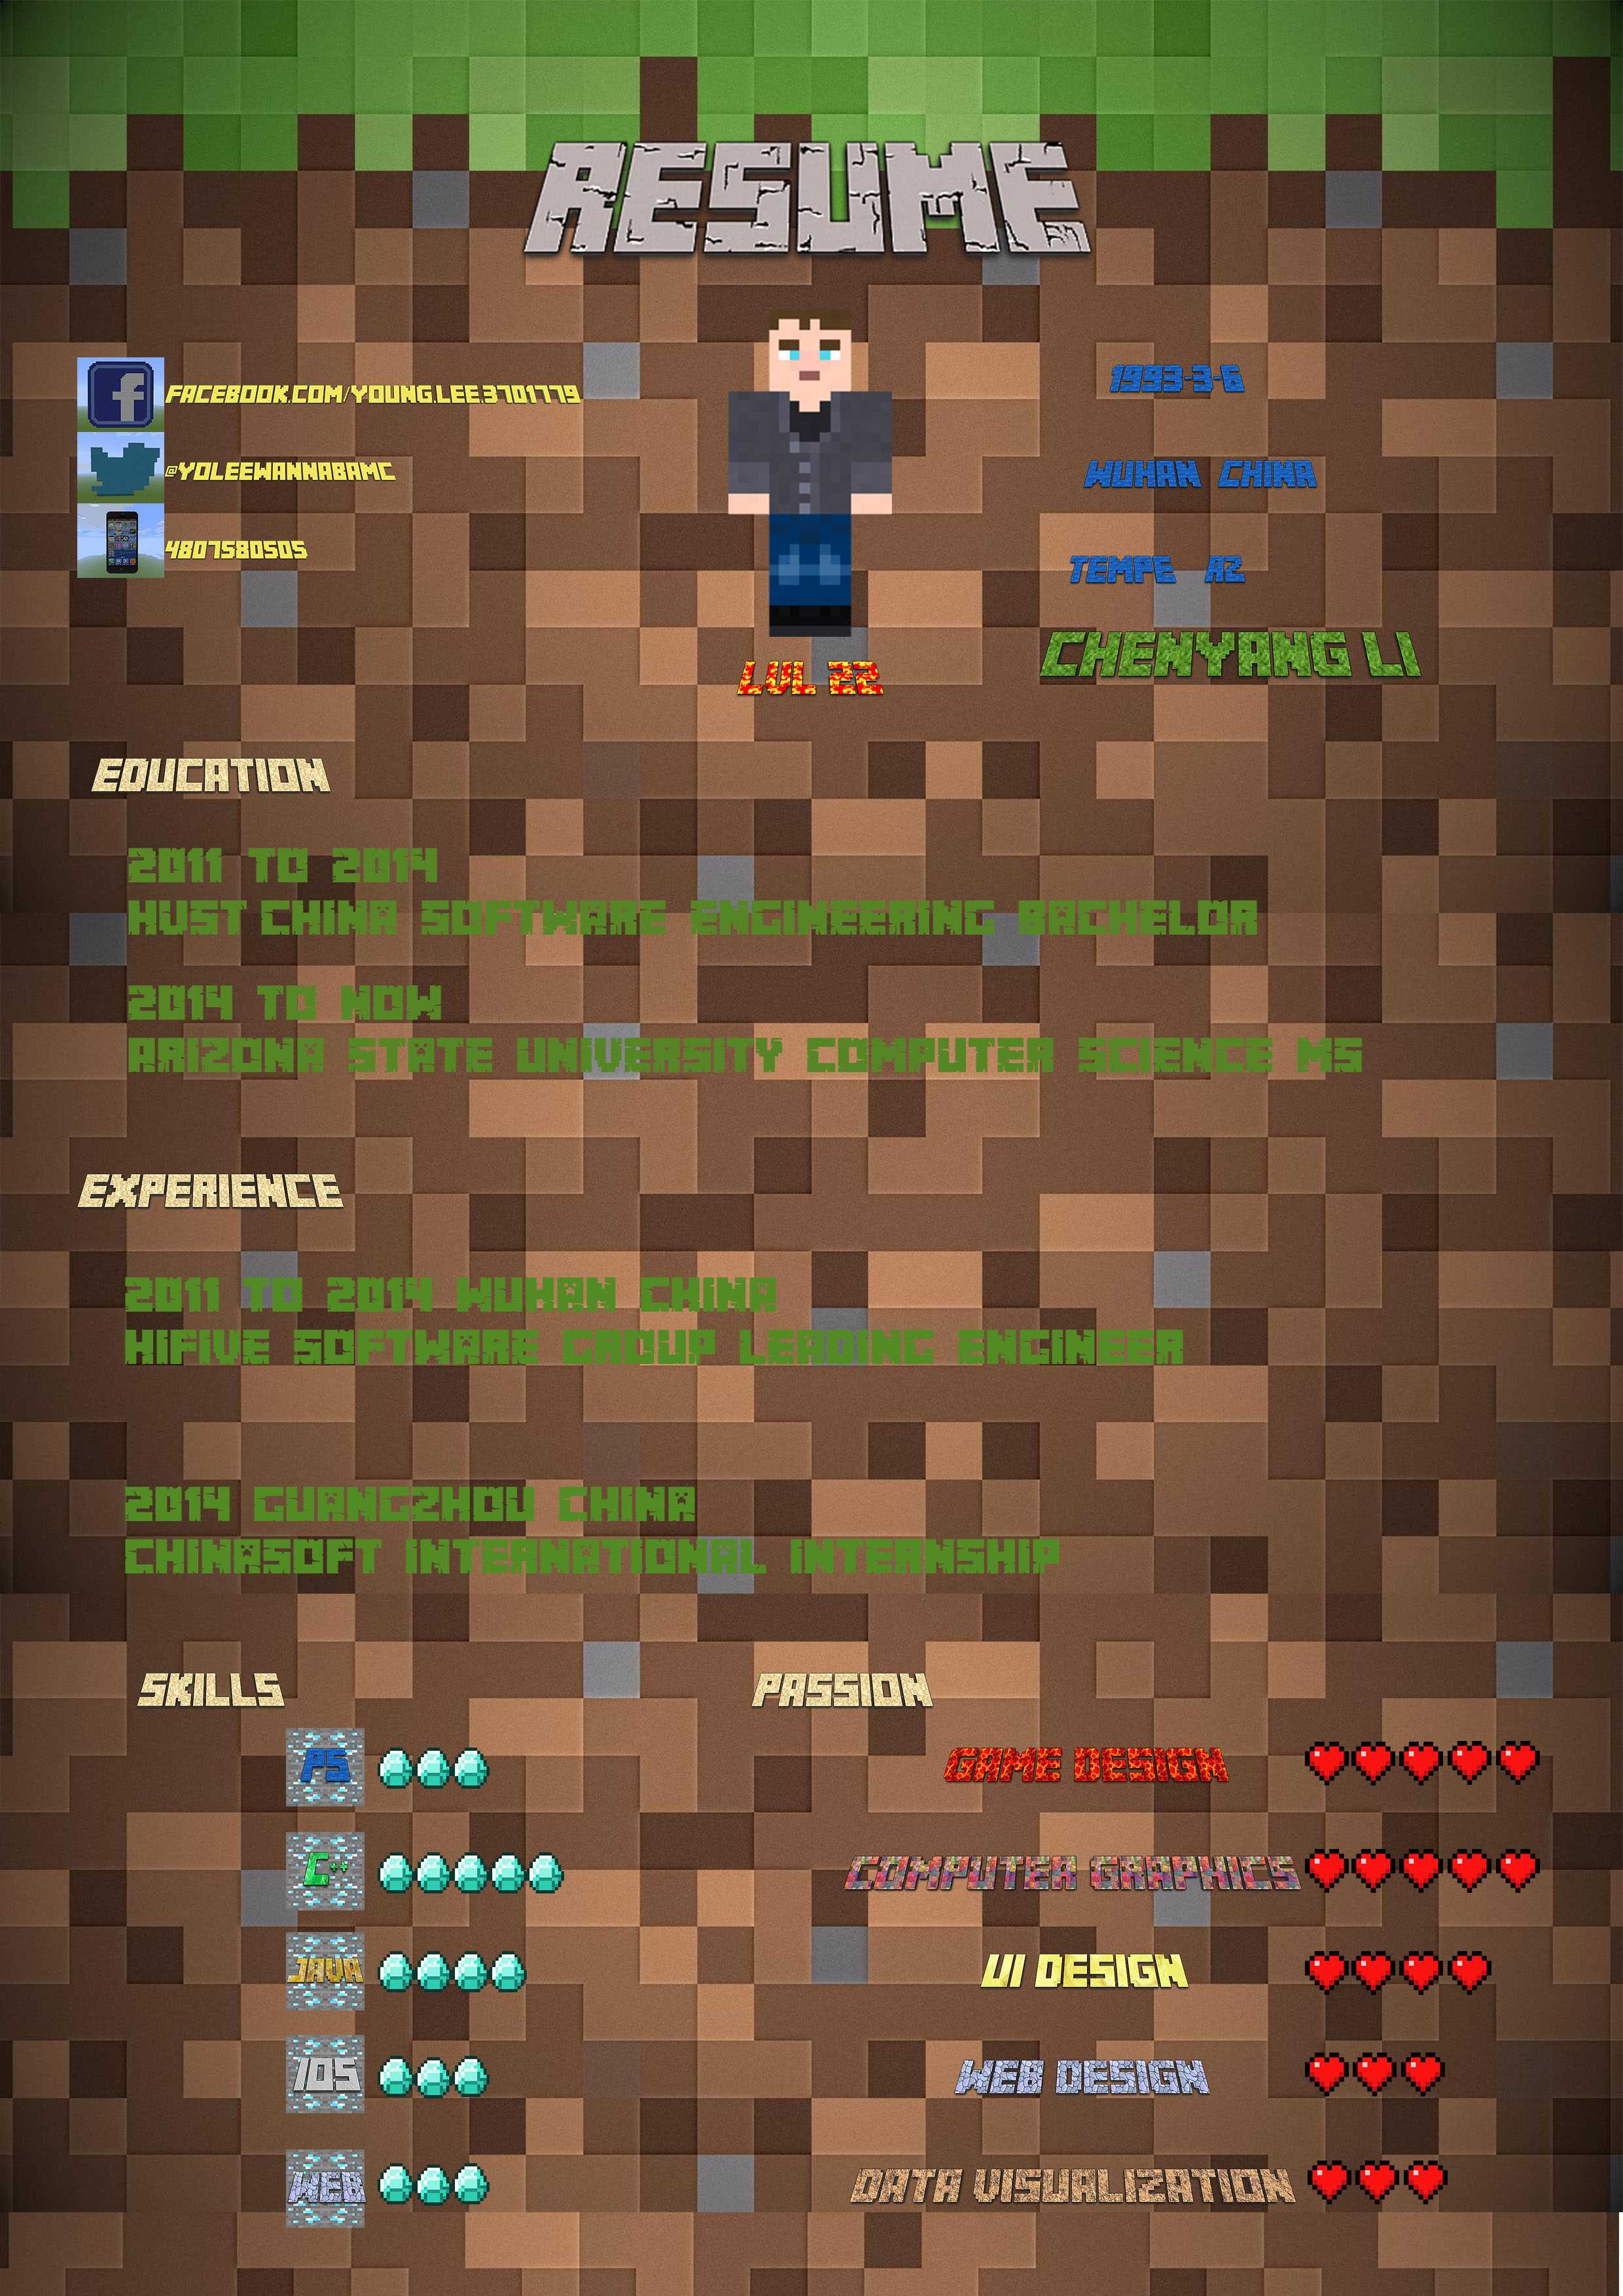 RESUME
FACEBOOK.COM/YOUNG.LEE.3701779
@YOLEEWANNABAMC
4807580505
1993-3-6
WUHAN CHINA
TEMPE AZ
CHENYANG LI
LVL 22
EDUCATION
2011 TO 2014
HUST CHINA SOFTWARE ENGINEERING BACHELOR
2014 TO NOW
ARIZONA STATE UNIVERSITY COMPUTER SCIENCE MS
EXPERIENCE
2011 TO 2014 WUHAN CHINA
HIFIVE SOFTWARE GROUP LEADING ENGINEER
2014 GUANGZHOU CHINA
CHINASOFT INTERNATIONAL INTERNSHIP
SKILLS
PS
C++
JAVA
IOS
WEB
PASSION
GAME DESIGN
COMPUTER GRAPHICS
UI DESIGN
WEB DESIGN
DATA VISUALIZATION